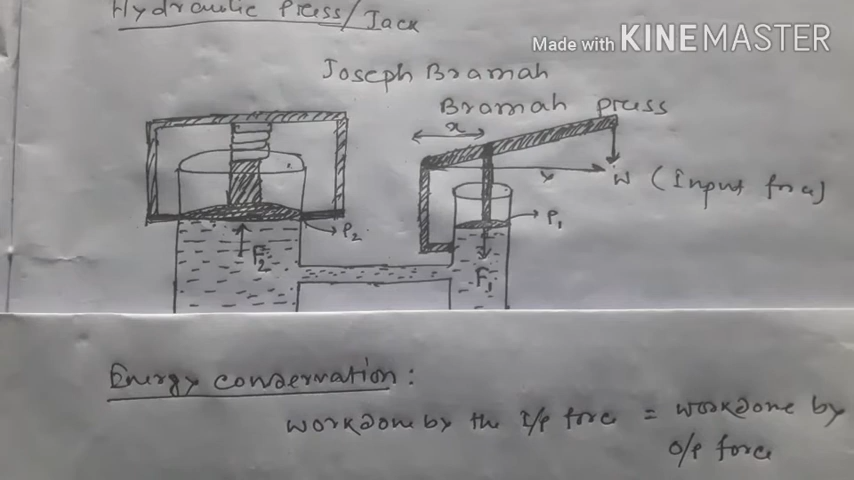 Hydraulic Press/Jack
Made with KINEMASTER
Joseph Bramah
Bramah press
x
y
W (Input force)
P1
P2
F2
F1
Energy conservation:
workdone by the I/p force = workdone by
O/p force